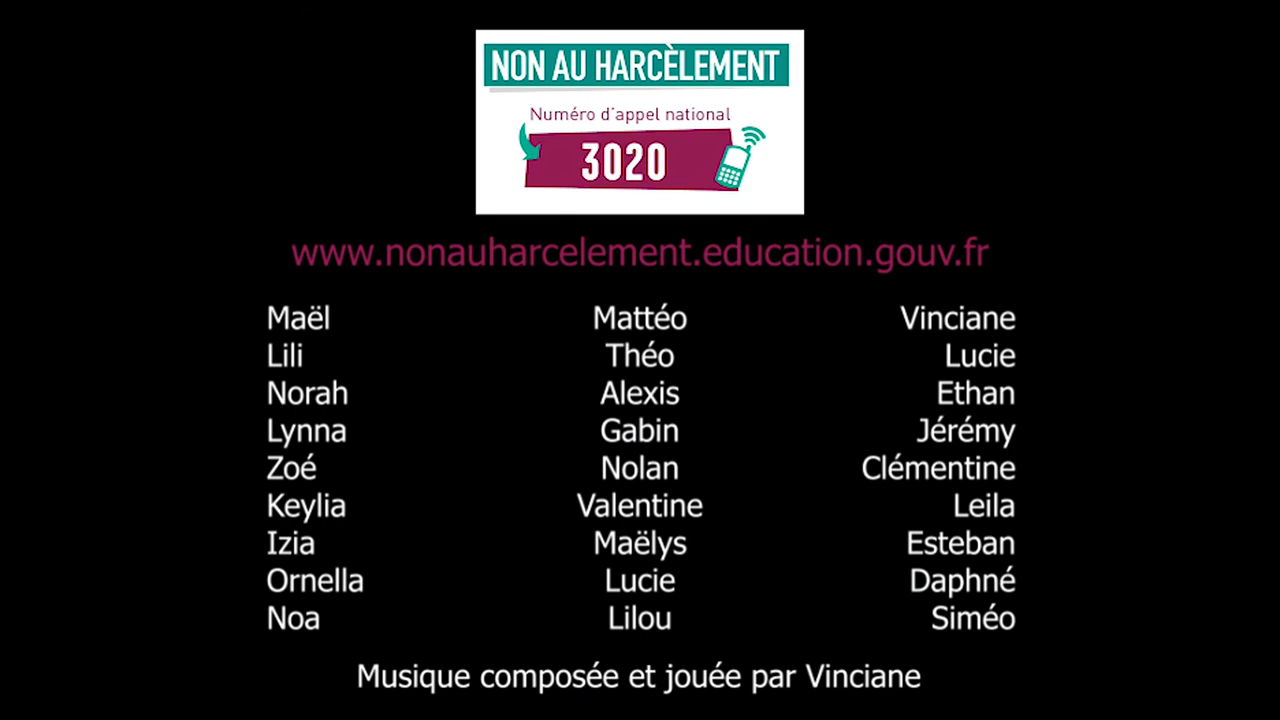 NON AU HARCÈLEMENT
Numéro d'appel national
3020
www.nonauharcelement.education.gouv.fr
Maël Mattéo Vinciane
Lili Théo Lucie
Norah Alexis Ethan
Lynna Gabin Jérémy
Zoé Nolan Clémentine
Keylia Valentine Leila
Izia Maëlys Esteban
Ornella Lucie Daphné
Noa Lilou Siméo
Musique composée et jouée par Vinciane